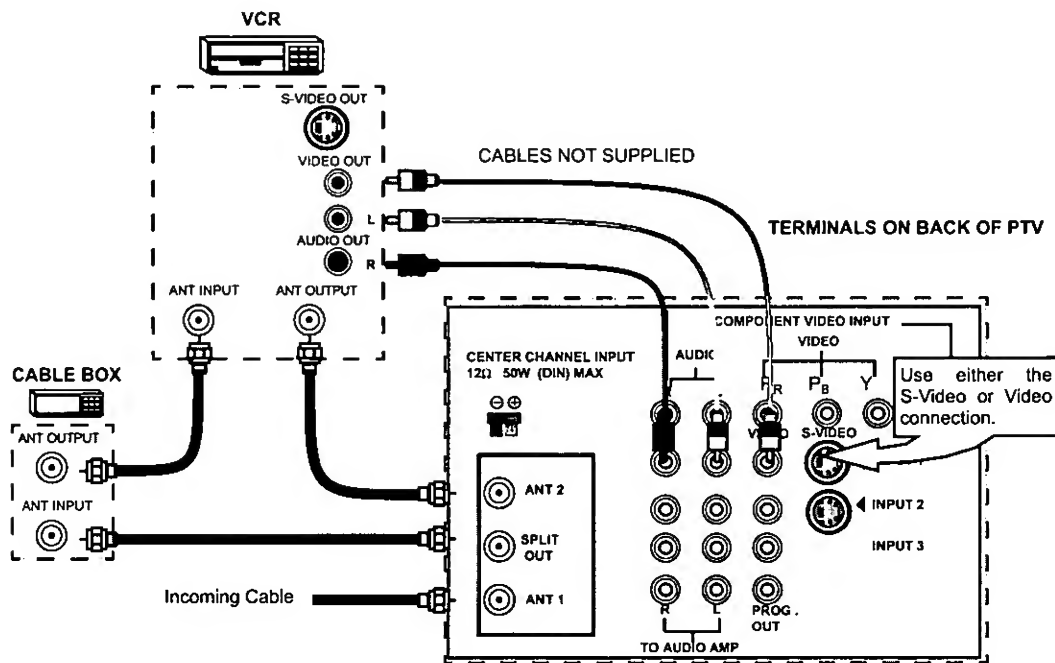 VCR
S-VIDEO OUT
VIDEO OUT
L
AUDIO OUT
R
ANT INPUT
ANT OUTPUT
CABLES NOT SUPPLIED
TERMINALS ON BACK OF PTV
CABLE BOX
ANT OUTPUT
ANT INPUT
Incoming Cable
COMPONENT VIDEO INPUT
VIDEO
CENTER CHANNEL INPUT
12Ω 50W (DIN) MAX
PB
Y
Use either the
S-Video or Video
connection.
S-VIDEO
ANT 2
SPLIT
OUT
ANT 1
INPUT 2
INPUT 3
R
L
PROG.
OUT
TO AUDIO AMP